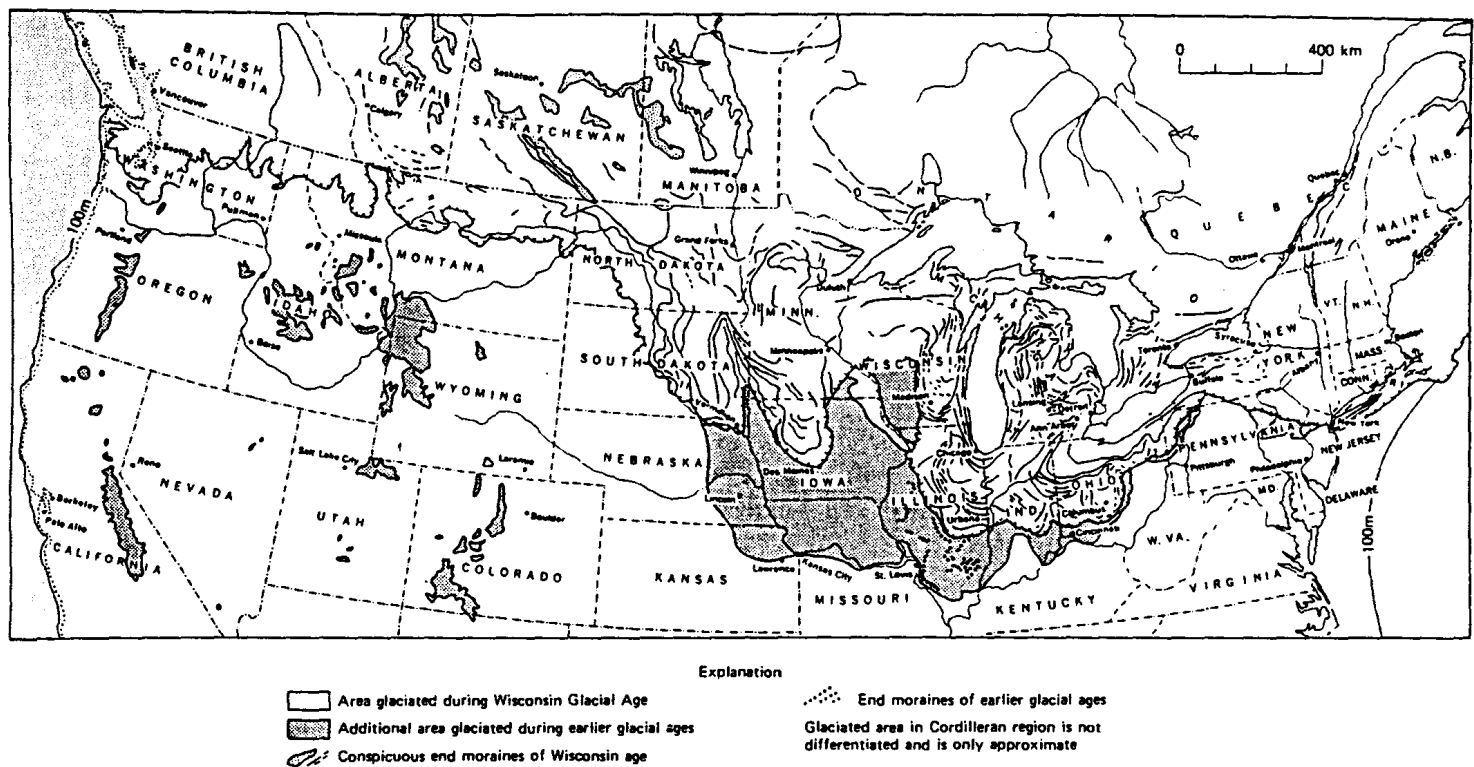 BRITISH
COLUMBIA
ALBERTA
Saskatoon
0 400 km
Vancouver
Calgary
SASKATCHEWAN
N.B.
Seattle
WASHINGTON
Winnipeg
MANITOBA
ONTARIO
Quebec
QUEBEC
MAINE
Orono
Pullman
100m
Portland
Missoula
MONTANA
Grand Forks
NORTH DAKOTA
Ottawa
Montreal
OREGON
IDAHO
Duluth
MINN.
VT.
N.H.
Boise
Minneapolis
WISCONSIN
MICH.
Toronto
Syracuse
NEW YORK
Boston
SOUTH DAKOTA
Madison
Lansing
Detroit
Buffalo
Albany
MASS.
CONN.
WYOMING
Ann Arbor
New York
PENNSYLVANIA
NEW JERSEY
Reno
NEVADA
Salt Lake City
Laramie
NEBRASKA
Des Moines
IOWA
Chicago
Pittsburgh
Philadelphia
OHIO
MD.
DELAWARE
Berkeley
Palo Alto
CALIFORNIA
UTAH
Boulder
Lincoln
ILLINOIS
Urbana
IND.
Columbus
Cincinnati
W. VA.
100m
COLORADO
KANSAS
Lawrence
Kansas City
St. Louis
MISSOURI
KENTUCKY
VIRGINIA
Explanation
Area glaciated during Wisconsin Glacial Age
Additional area glaciated during earlier glacial ages
Conspicuous end moraines of Wisconsin age
End moraines of earlier glacial ages
Glaciated area in Cordilleran region is not
differentiated and is only approximate